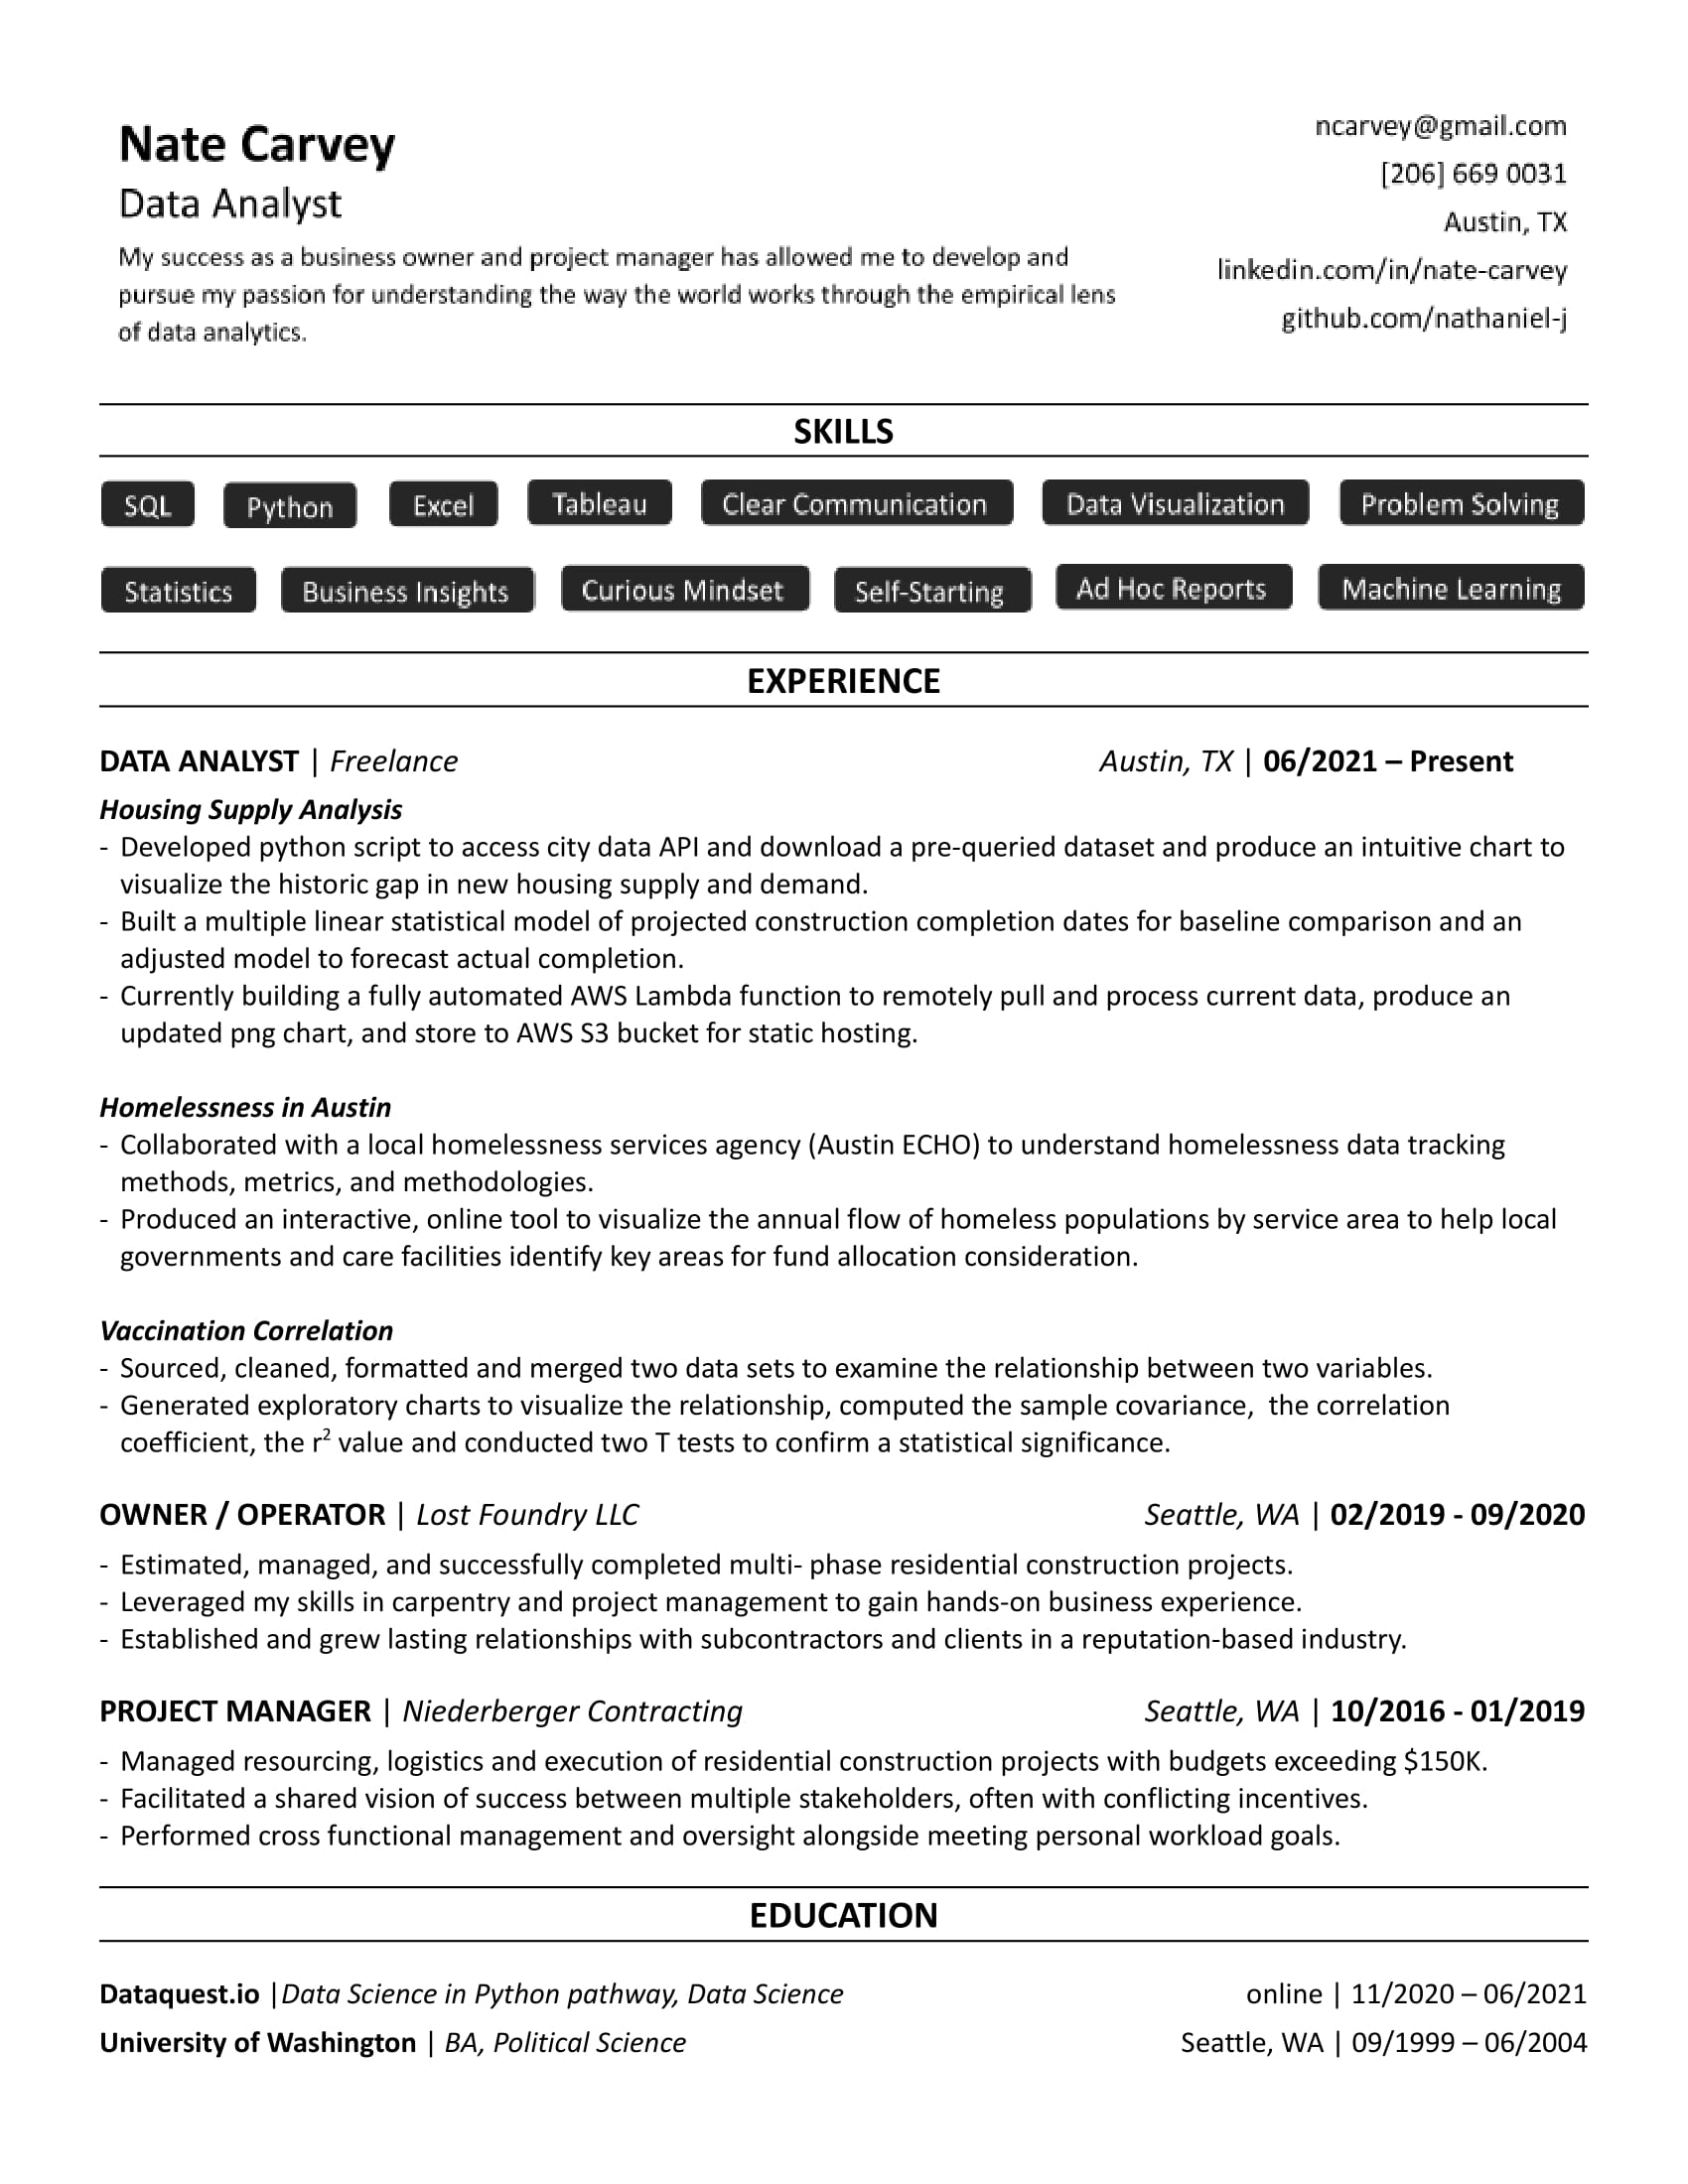 Nate Carvey
Data Analyst
My success as a business owner and project manager has allowed me to develop and
pursue my passion for understanding the way the world works through the empirical lens
of data analytics.
ncarvey@gmail.com
[206] 669 0031
Austin, TX
linkedin.com/in/nate-carvey
github.com/nathaniel-j
SKILLS
SQL Python Excel Tableau Clear Communication Data Visualization Problem Solving
Statistics Business Insights Curious Mindset Self-Starting Ad Hoc Reports Machine Learning
EXPERIENCE
DATA ANALYST | Freelance Austin, TX | 06/2021 – Present
Housing Supply Analysis
- Developed python script to access city data API and download a pre-queried dataset and produce an intuitive chart to
visualize the historic gap in new housing supply and demand.
- Built a multiple linear statistical model of projected construction completion dates for baseline comparison and an
adjusted model to forecast actual completion.
- Currently building a fully automated AWS Lambda function to remotely pull and process current data, produce an
updated png chart, and store to AWS S3 bucket for static hosting.
Homelessness in Austin
- Collaborated with a local homelessness services agency (Austin ECHO) to understand homelessness data tracking
methods, metrics, and methodologies.
- Produced an interactive, online tool to visualize the annual flow of homeless populations by service area to help local
governments and care facilities identify key areas for fund allocation consideration.
Vaccination Correlation
- Sourced, cleaned, formatted and merged two data sets to examine the relationship between two variables.
- Generated exploratory charts to visualize the relationship, computed the sample covariance,  the correlation
coefficient, the r² value and conducted two T tests to confirm a statistical significance.
OWNER / OPERATOR | Lost Foundry LLC Seattle, WA | 02/2019 - 09/2020
- Estimated, managed, and successfully completed multi- phase residential construction projects.
- Leveraged my skills in carpentry and project management to gain hands-on business experience.
- Established and grew lasting relationships with subcontractors and clients in a reputation-based industry.
PROJECT MANAGER | Niederberger Contracting Seattle, WA | 10/2016 - 01/2019
- Managed resourcing, logistics and execution of residential construction projects with budgets exceeding $150K.
- Facilitated a shared vision of success between multiple stakeholders, often with conflicting incentives.
- Performed cross functional management and oversight alongside meeting personal workload goals.
EDUCATION
Dataquest.io |Data Science in Python pathway, Data Science online | 11/2020 – 06/2021
University of Washington | BA, Political Science Seattle, WA | 09/1999 – 06/2004